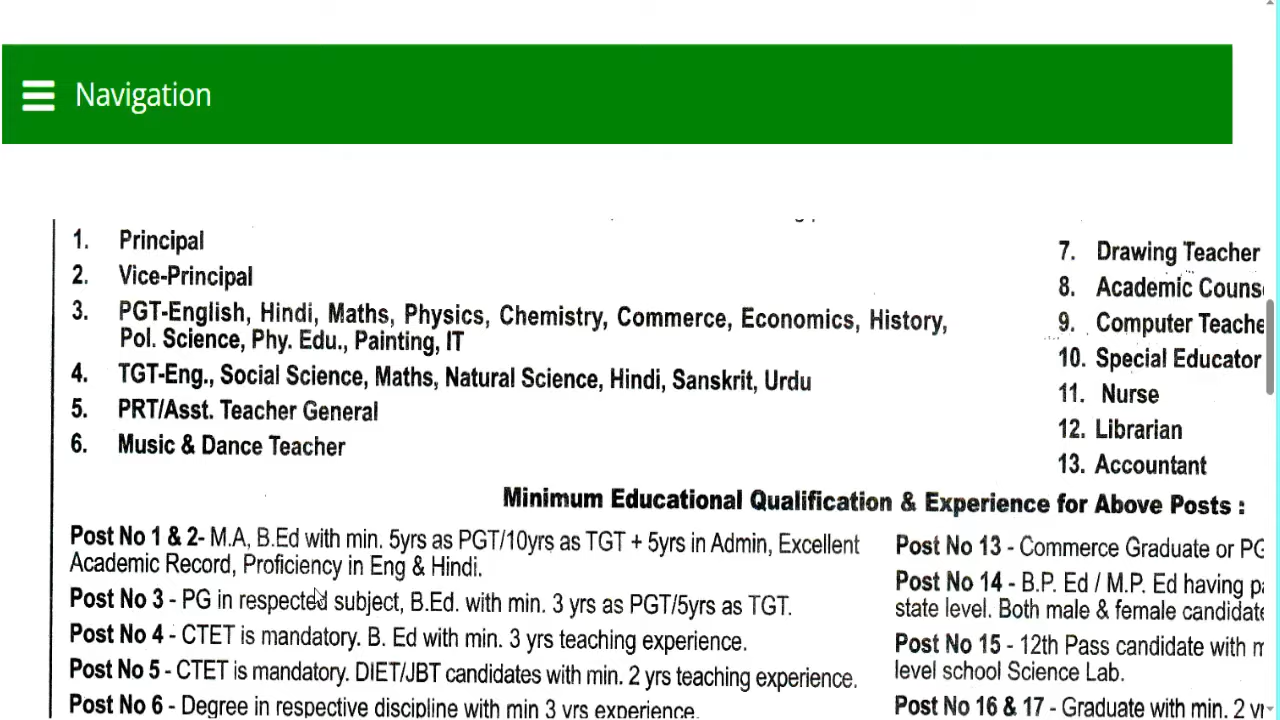 Navigation
1. Principal
2. Vice-Principal
3. PGT-English, Hindi, Maths, Physics, Chemistry, Commerce, Economics, History,
Pol. Science, Phy. Edu., Painting, IT
4. TGT-Eng., Social Science, Maths, Natural Science, Hindi, Sanskrit, Urdu
5. PRT/Asst. Teacher General
6. Music & Dance Teacher
7. Drawing Teacher
8. Academic
9. Computer
10. Special Educator
11. Nurse
12. Librarian
13. Accountant
Minimum Educational Qualification & Experience for Above Posts :
Post No 1 & 2- M.A, B.Ed with min. 5yrs as PGT/10yrs as TGT + 5yrs in Admin, Excellent
Academic Record, Proficiency in Eng & Hindi.
Post No 3 - PG in respected subject, B.Ed. with min. 3 yrs as PGT/5yrs as TGT.
Post No 4 - CTET is mandatory. B. Ed with min. 3 yrs teaching experience.
Post No 5 - CTET is mandatory. DIET/JBT candidates with min. 2 yrs teaching experience.
Post No 6 - Degree in respective discipline with min 3 yrs experience.
Post No 13 - Commerce Graduate or
Post No 14 - B.P. Ed / M.P. Ed having
state level. Both male & female
Post No 15 - 12th Pass candidate with
level school Science Lab.
Post No 16 & 17 - Graduate with min. 2